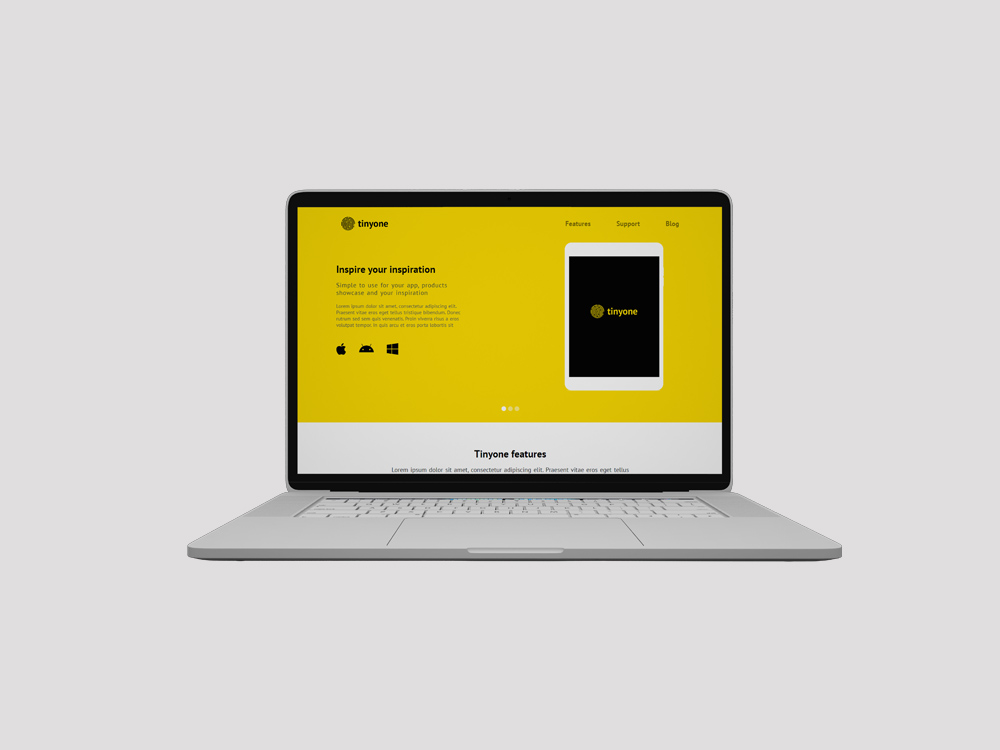 tinyone
Features
Support
Blog
Inspire your inspiration
Simple to use for your app, products
showcase and your inspiration
Lorem ipsum dolor sit amet, consectetur adipiscing elit.
Praesent vitae eros eget tellus tristique bibendum. Donec
rutrum sed sem quis venenatis. Proin viverra risus a eros
volutpat tempor. In quis arcu et eros porta lobortis sit
tinyone
Tinyone features
Lorem ipsum dolor sit amet, consectetur adipiscing elit. Praesent vitae eros eget tellus